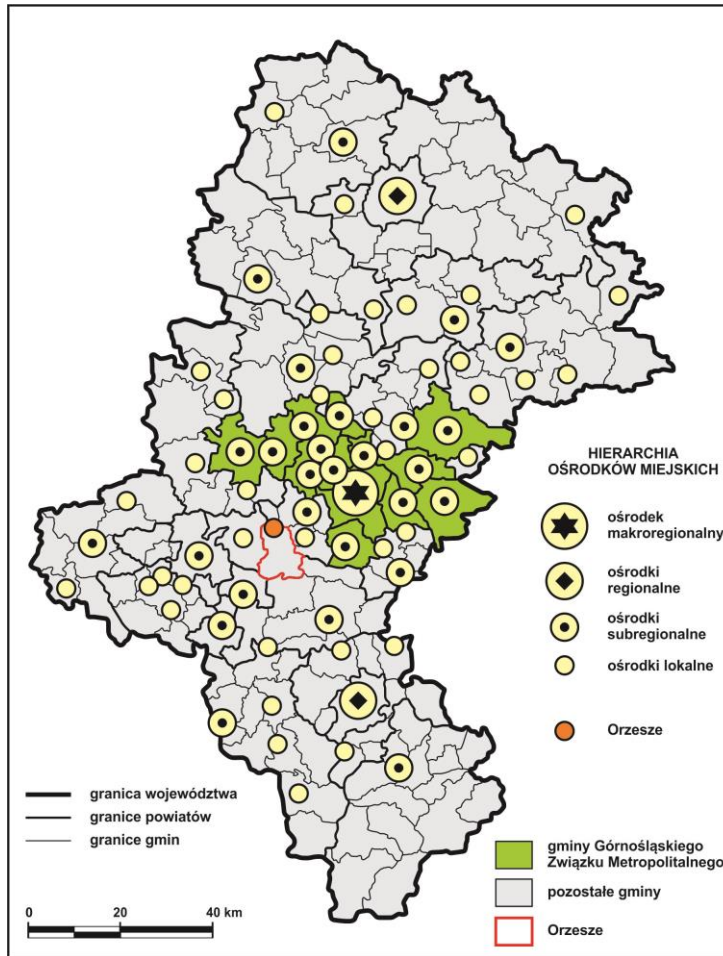 HIERARCHIA
OŚRODKÓW MIEJSKICH
ośrodek
makroregionalny
ośrodki
regionalne
ośrodki
subregionalne
ośrodki lokalne
Orzesze
granica województwa
granice powiatów
granice gmin
gminy Górnośląskiego
Związku Metropolitalnego
pozostałe gminy
Orzesze
0 20 40 km